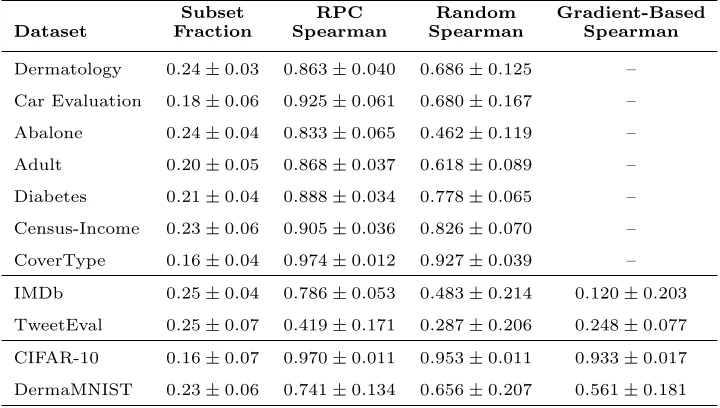 Subset RPC Random Gradient-Based
Dataset Fraction Spearman Spearman Spearman
Dermatology 0.24 ± 0.03 0.863 ± 0.040 0.686 ± 0.125 –
Car Evaluation 0.18 ± 0.06 0.925 ± 0.061 0.680 ± 0.167 –
Abalone 0.24 ± 0.04 0.833 ± 0.065 0.462 ± 0.119 –
Adult 0.20 ± 0.05 0.868 ± 0.037 0.618 ± 0.089 –
Diabetes 0.21 ± 0.04 0.888 ± 0.034 0.778 ± 0.065 –
Census-Income 0.23 ± 0.06 0.905 ± 0.036 0.826 ± 0.070 –
CoverType 0.16 ± 0.04 0.974 ± 0.012 0.927 ± 0.039 –
IMDb 0.25 ± 0.04 0.786 ± 0.053 0.483 ± 0.214 0.120 ± 0.203
TweetEval 0.25 ± 0.07 0.419 ± 0.171 0.287 ± 0.206 0.248 ± 0.077
CIFAR-10 0.16 ± 0.07 0.970 ± 0.011 0.953 ± 0.011 0.933 ± 0.017
DermaMNIST 0.23 ± 0.06 0.741 ± 0.134 0.656 ± 0.207 0.561 ± 0.181